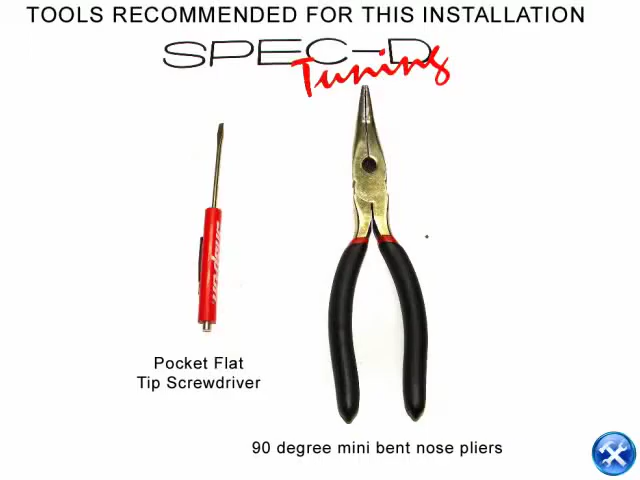 TOOLS RECOMMENDED FOR THIS INSTALLATION
SPEC-D
Tuning
Pocket Flat
Tip Screwdriver
90 degree mini bent nose pliers